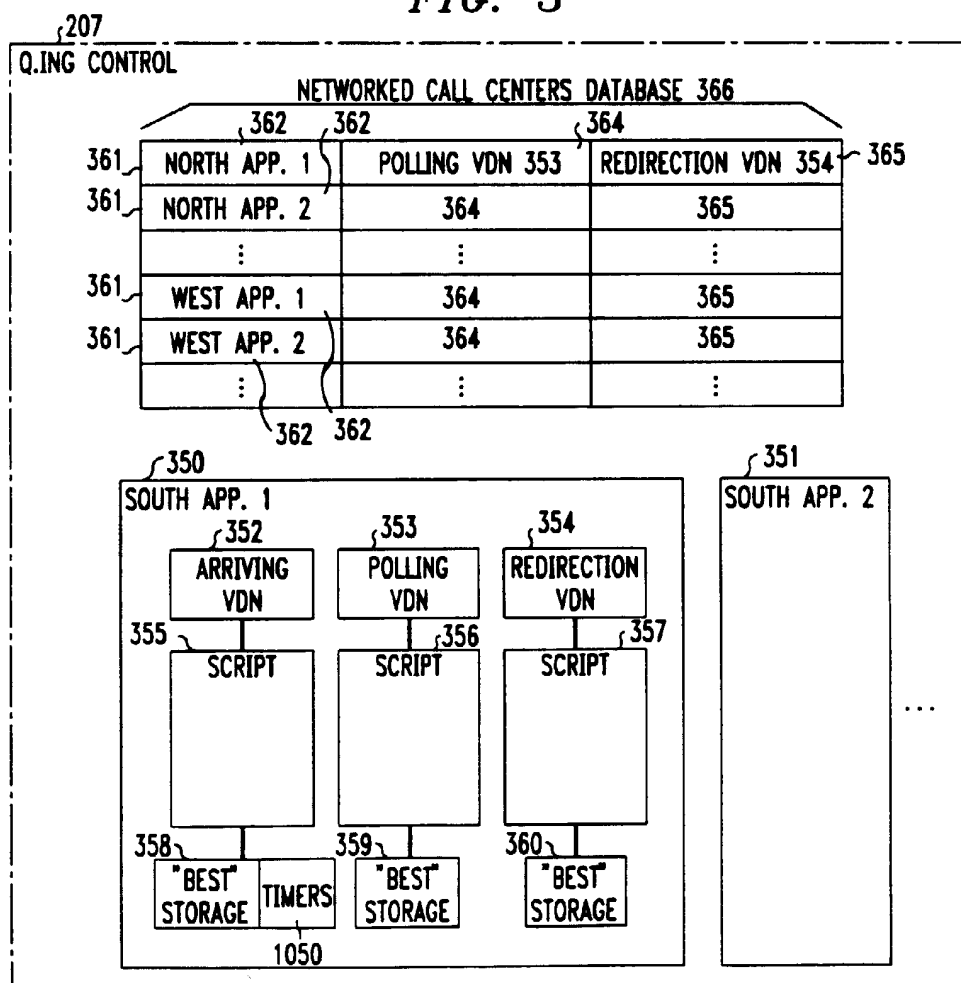 FIG. 3
207
Q.ING CONTROL
NETWORKED CALL CENTERS DATABASE 366
362 362 364
361 NORTH APP. 1 POLLING VDN 353 REDIRECTION VDN 354 365
361 NORTH APP. 2 364 365
⋮ ⋮ ⋮
361 WEST APP. 1 364 365
361 WEST APP. 2 364 365
⋮ ⋮ ⋮
362 362
350 351
SOUTH APP. 1 SOUTH APP. 2
352 353 354
ARRIVING VDN
POLLING VDN
REDIRECTION VDN
355 356 357
SCRIPT SCRIPT SCRIPT
...
358 359 360
"BEST" STORAGE
TIMERS
"BEST" STORAGE
"BEST" STORAGE
1050